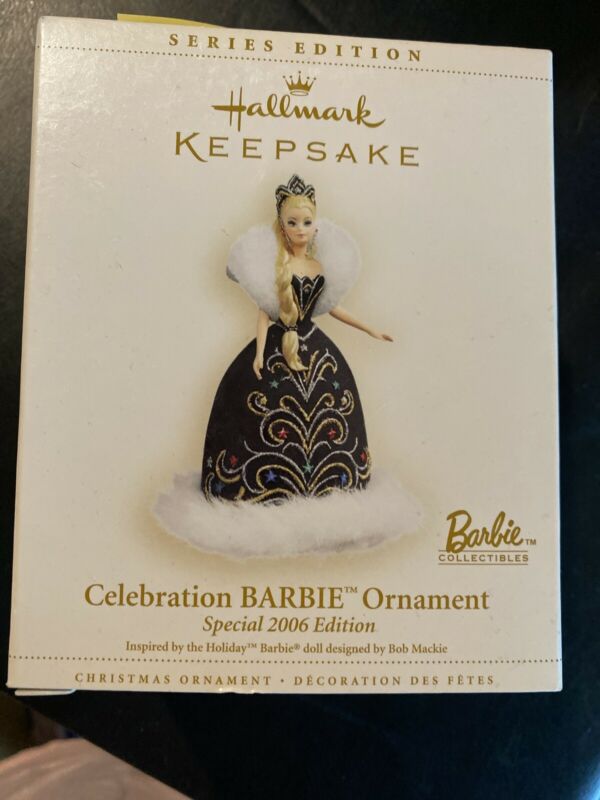 SERIES EDITION
Hallmark
KEEPSAKE
Barbie™
COLLECTIBLES
Celebration BARBIE™ Ornament
Special 2006 Edition
Inspired by the Holiday™ Barbie® doll designed by Bob Mackie
CHRISTMAS ORNAMENT • DÉCORATION DES FÊTES